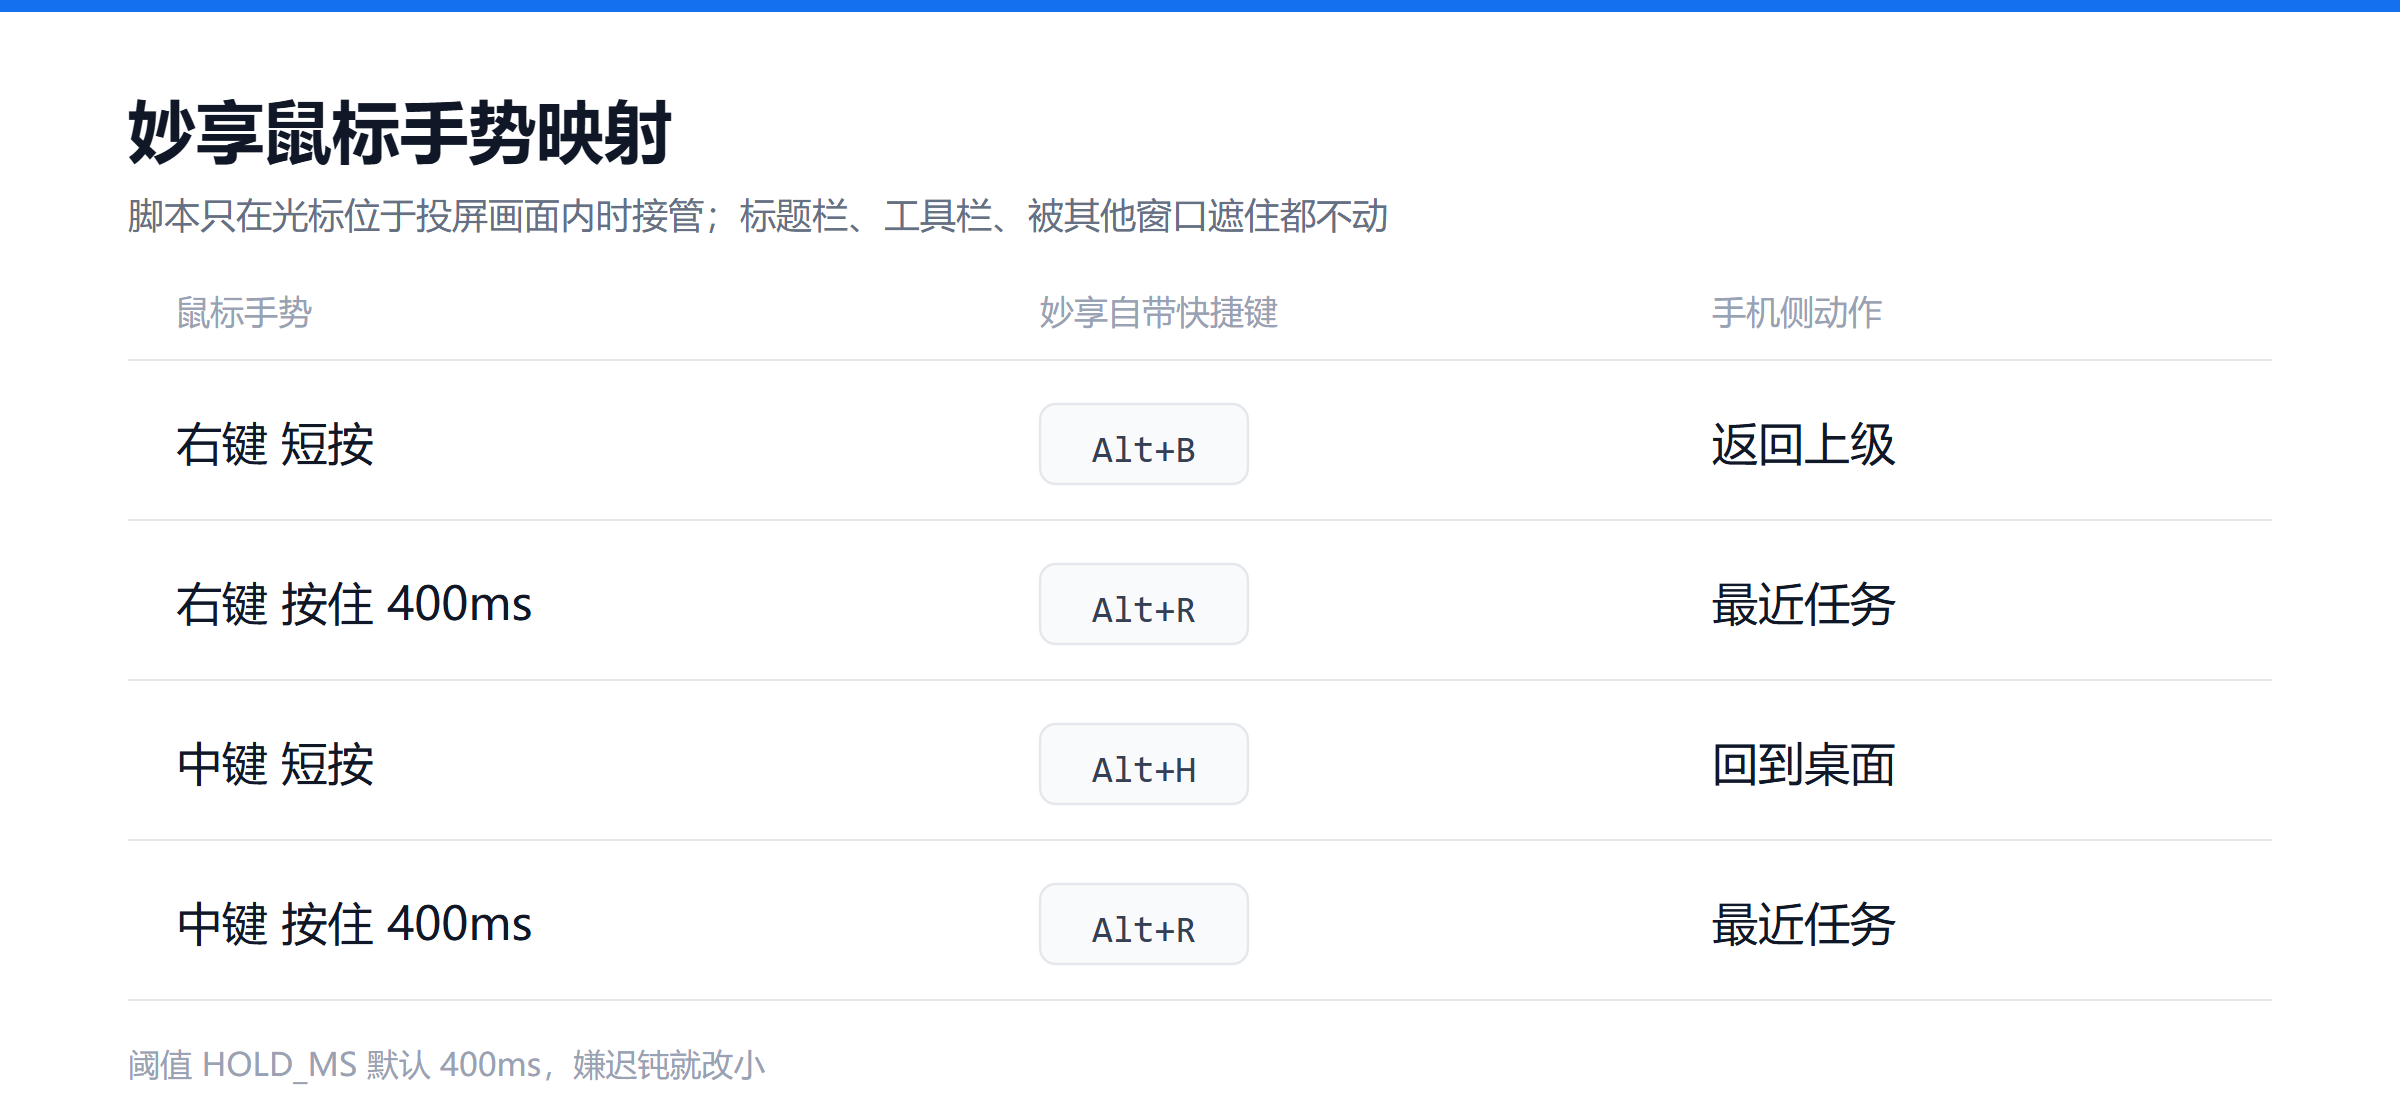 妙享鼠标手势映射
脚本只在光标位于投屏画面内时接管；标题栏、工具栏、被其他窗口遮住都不动
鼠标手势 妙享自带快捷键 手机侧动作
右键 短按 Alt+B 返回上级
右键 按住 400ms Alt+R 最近任务
中键 短按 Alt+H 回到桌面
中键 按住 400ms Alt+R 最近任务
阈值 HOLD_MS 默认 400ms，嫌迟钝就改小